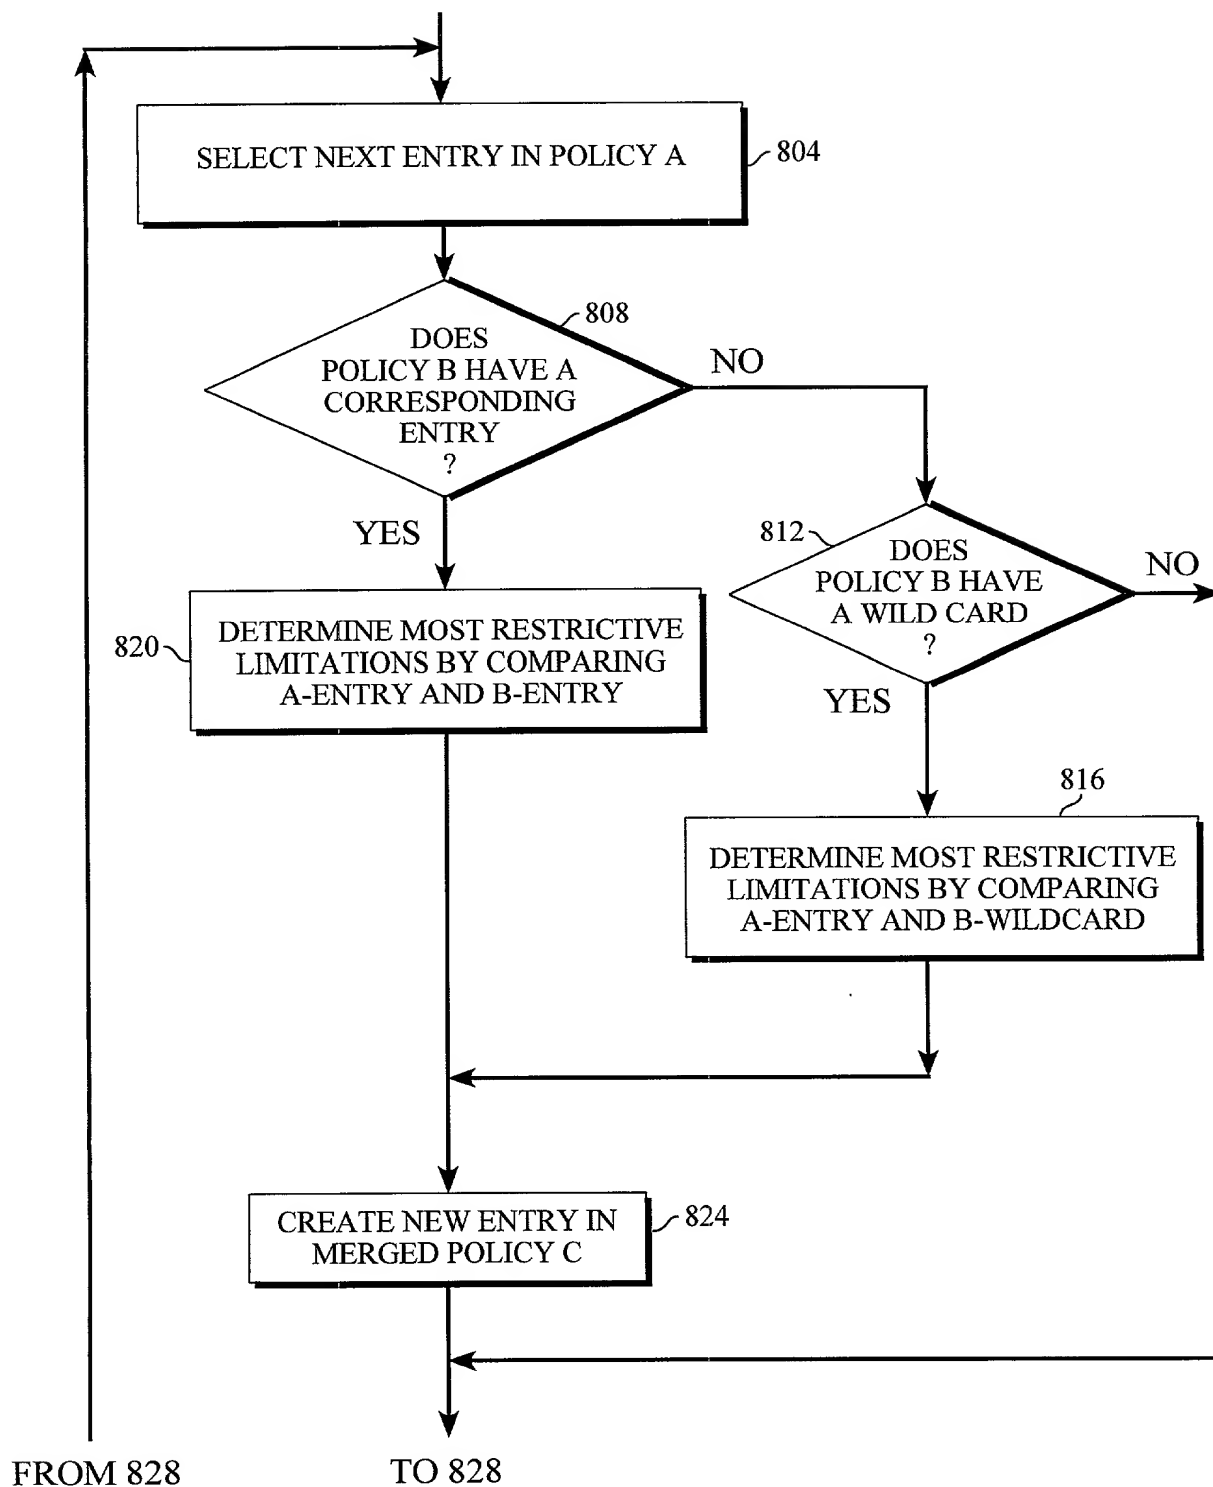 SELECT NEXT ENTRY IN POLICY A
804
808
DOES
POLICY B HAVE A
CORRESPONDING
ENTRY
?
NO
YES
812
DOES
POLICY B HAVE
A WILD CARD
?
NO
YES
820
DETERMINE MOST RESTRICTIVE
LIMITATIONS BY COMPARING
A-ENTRY AND B-ENTRY
816
DETERMINE MOST RESTRICTIVE
LIMITATIONS BY COMPARING
A-ENTRY AND B-WILDCARD
CREATE NEW ENTRY IN
MERGED POLICY C
824
FROM 828
TO 828